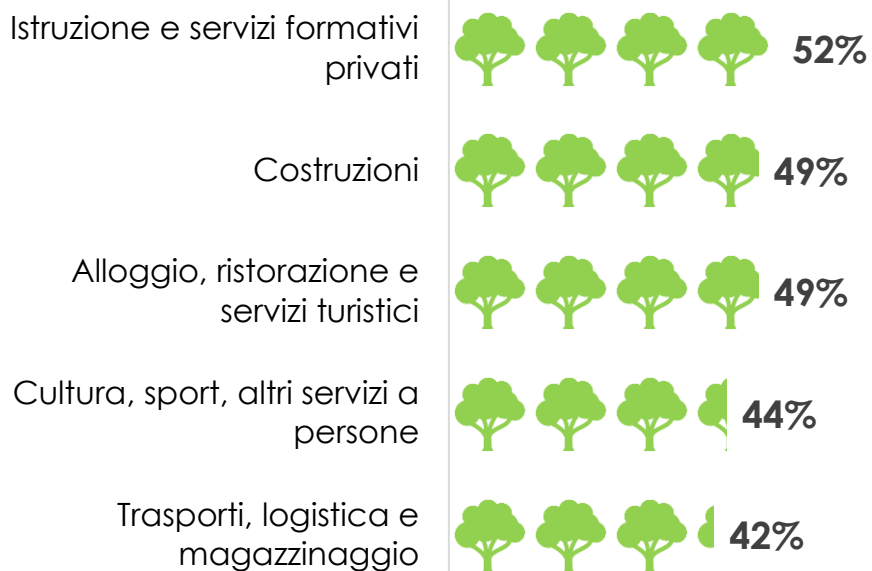 Istruzione e servizi formativi
privati
52%
Costruzioni
49%
Alloggio, ristorazione e
servizi turistici
49%
Cultura, sport, altri servizi a
persone
44%
Trasporti, logistica e
magazzinaggio
42%